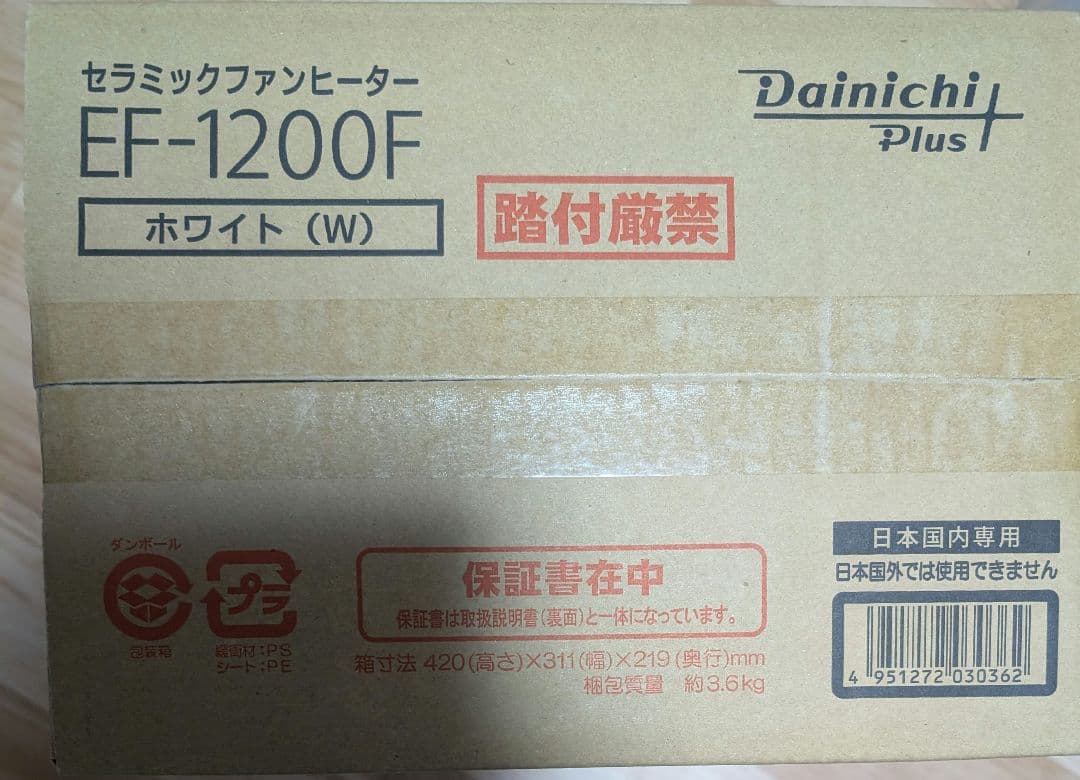 セラミックファンヒーター
EF-1200F
ホワイト（W）
Dainichi
Plus
踏付厳禁
ダンボール
包装箱
プラ
緩衝材：PS
シート：PE
保証書在中
保証書は取扱説明書（裏面）と一体になっています。
箱寸法 420（高さ）×311（幅）×219（奥行）mm
梱包質量 約3.6kg
日本国内専用
日本国外では使用できません
4 951272 030362